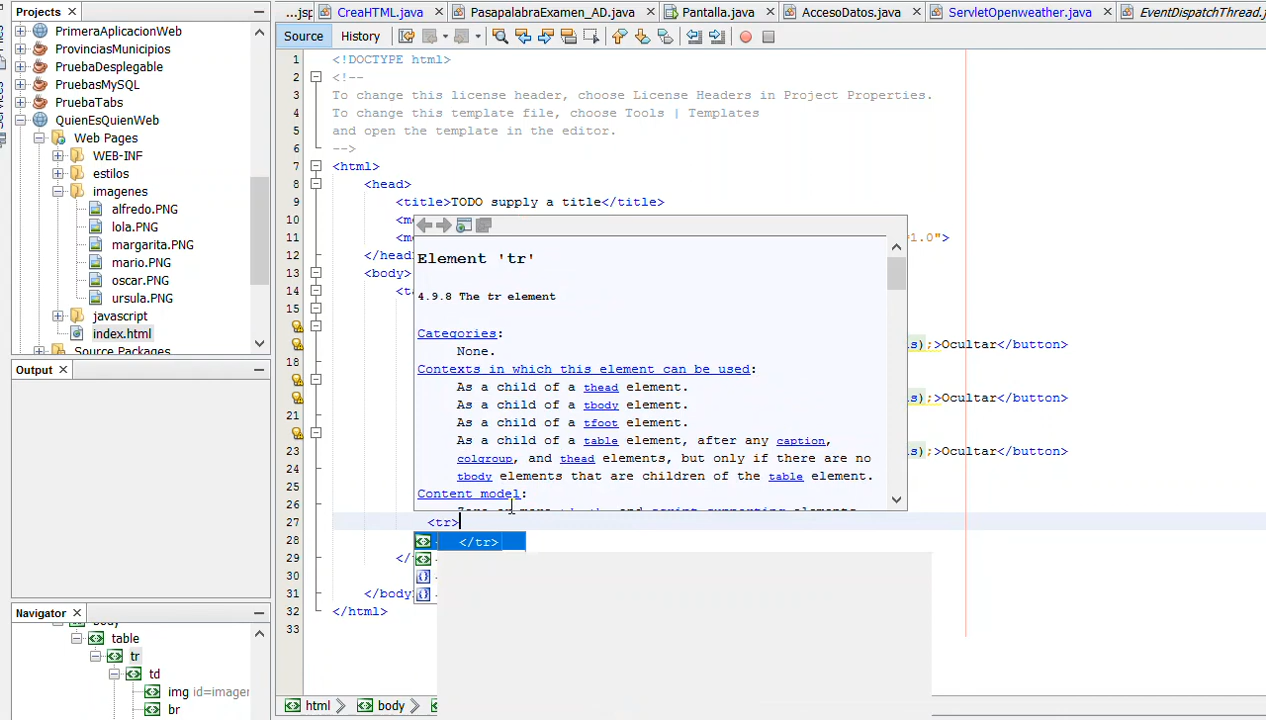 Projects
PrimeraAplicacionWeb
ProvinciasMunicipios
PruebaDesplegable
PruebasMySQL
PruebaTabs
QuienEsQuienWeb
Web Pages
WEB-INF
estilos
imagenes
alfredo.PNG
lola.PNG
margarita.PNG
mario.PNG
oscar.PNG
ursula.PNG
javascript
index.html
Source Packages
Output
Navigator
body
table
tr
td
img id=imager
br
...jsp CreaHTML.java PasapalabraExamen_AD.java Pantalla.java AccesoDatos.java ServletOpenweather.java EventDispatchThread.j
Source History
1 <!DOCTYPE html>
2 <!--
3 To change this license header, choose License Headers in Project Properties.
4 To change this template file, choose Tools | Templates
5 and open the template in the editor.
6 -->
7 <html>
8 <head>
9 <title>TODO supply a title</title>
10 <m
11 <m 1.0">
12 </head
13 <body>
14 <ta
15
s);>Ocultar</button>
18
s);>Ocultar</button>
21
s);>Ocultar</button>
23
24
25
26
27 <tr>
28
29 </
30
31 </body
32 </html>
33
Element 'tr'
4.9.8 The tr element
Categories:
None.
Contexts in which this element can be used:
As a child of a thead element.
As a child of a tbody element.
As a child of a tfoot element.
As a child of a table element, after any caption,
colgroup, and thead elements, but only if there are no
tbody elements that are children of the table element.
Content model:
</tr>
html body